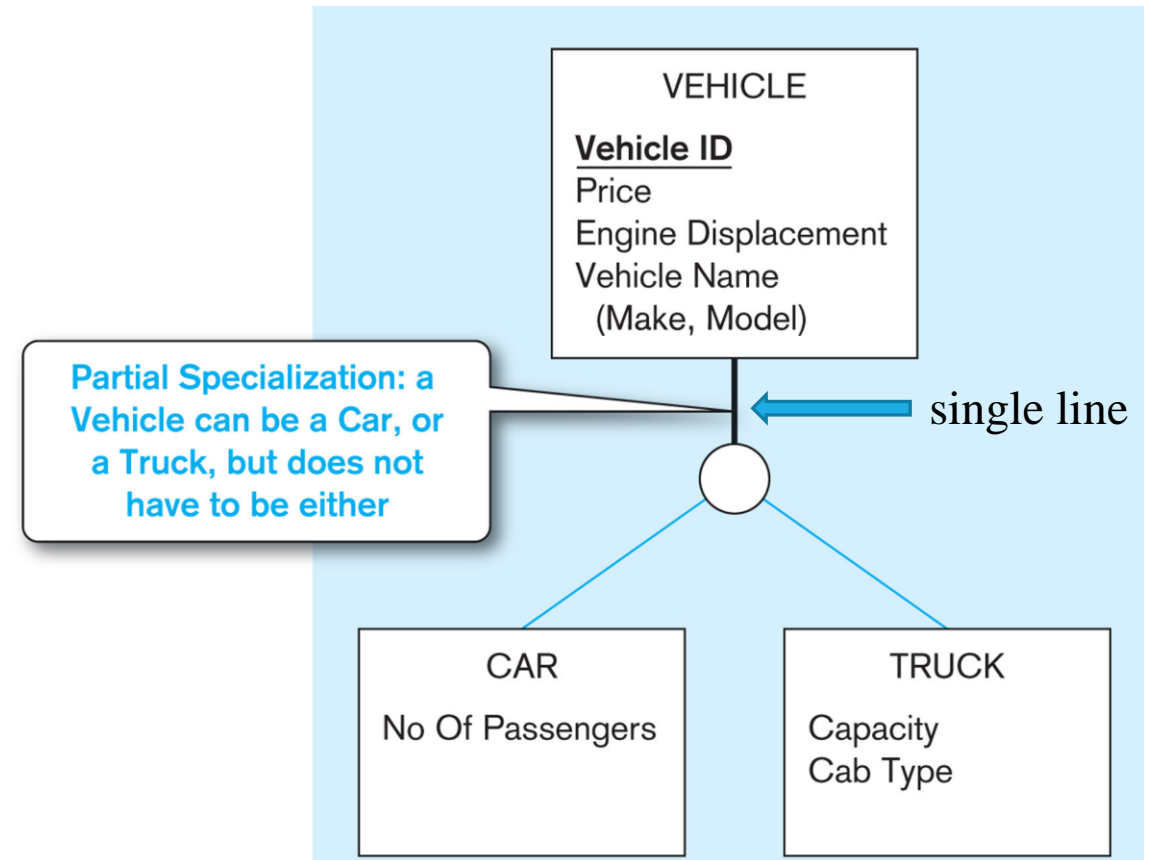 VEHICLE
Vehicle ID
Price
Engine Displacement
Vehicle Name
(Make, Model)
Partial Specialization: a
Vehicle can be a Car, or
a Truck, but does not
have to be either
single line
CAR
No Of Passengers
TRUCK
Capacity
Cab Type